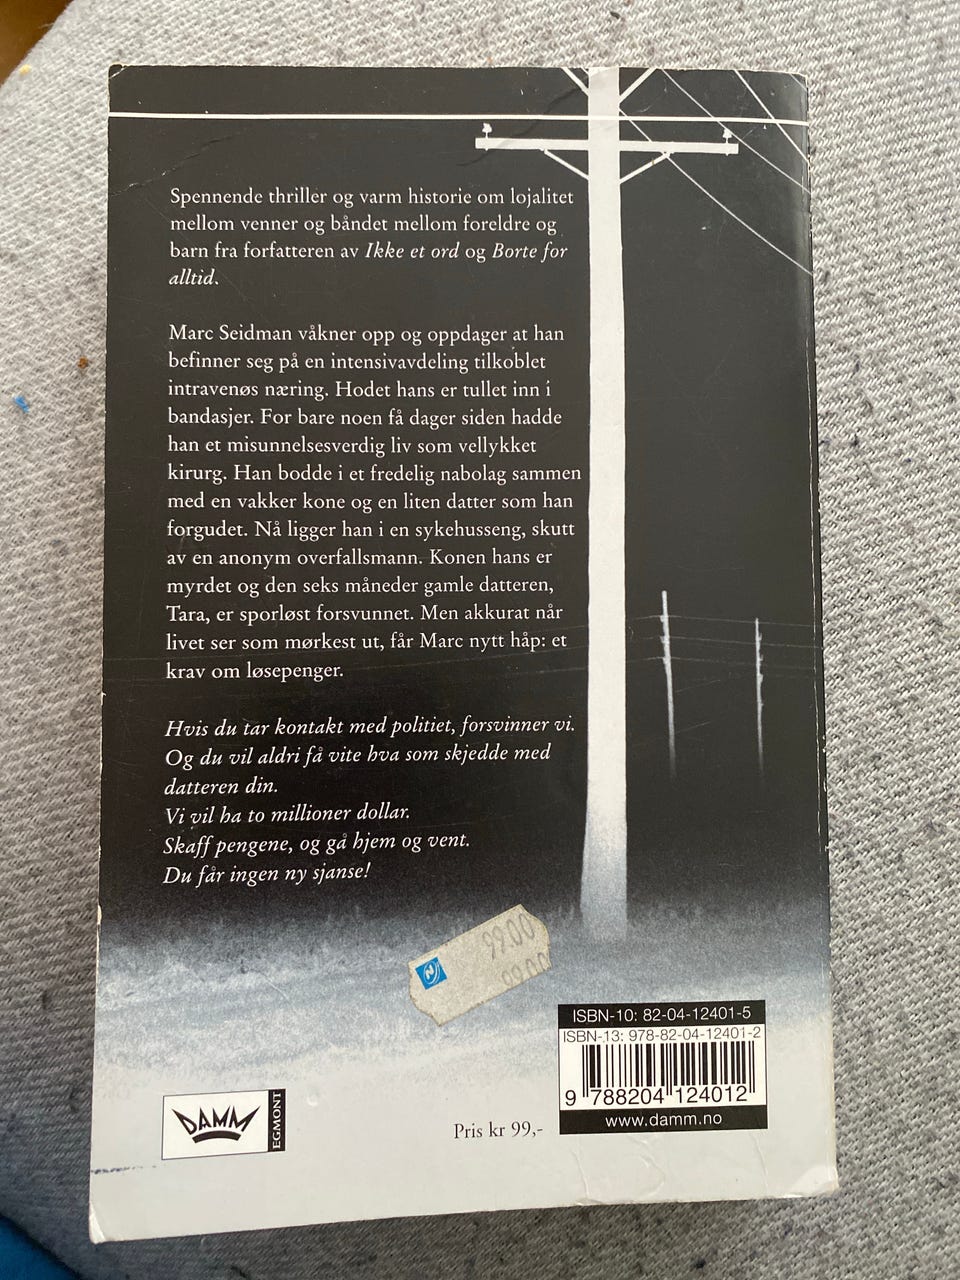 Spennende thriller og varm historie om lojalitet
mellom venner og båndet mellom foreldre og
barn fra forfatteren av Ikke et ord og Borte for
alltid.
Marc Seidman våkner opp og oppdager at han
befinner seg på en intensivavdeling tilkoblet
intravenøs næring. Hodet hans er tullet inn i
bandasjer. For bare noen få dager siden hadde
han et misunnelsesverdig liv som vellykket
kirurg. Han bodde i et fredelig nabolag sammen
med en vakker kone og en liten datter som han
forgudet. Nå ligger han i en sykehusseng, skutt
av en anonym overfallsmann. Konen hans er
myrdet og den seks måneder gamle datteren,
Tara, er sporløst forsvunnet. Men akkurat når
livet ser som mørkest ut, får Marc nytt håp: et
krav om løsepenger.
Hvis du tar kontakt med politiet, forsvinner vi.
Og du vil aldri få vite hva som skjedde med
datteren din.
Vi vil ha to millioner dollar.
Skaff pengene, og gå hjem og vent.
Du får ingen ny sjanse!
99.00
99.00
ISBN-10: 82-04-12401-5
ISBN-13: 978-82-04-12401-2
9 788204 124012
www.damm.no
DAMM
EGMONT
Pris kr 99,-